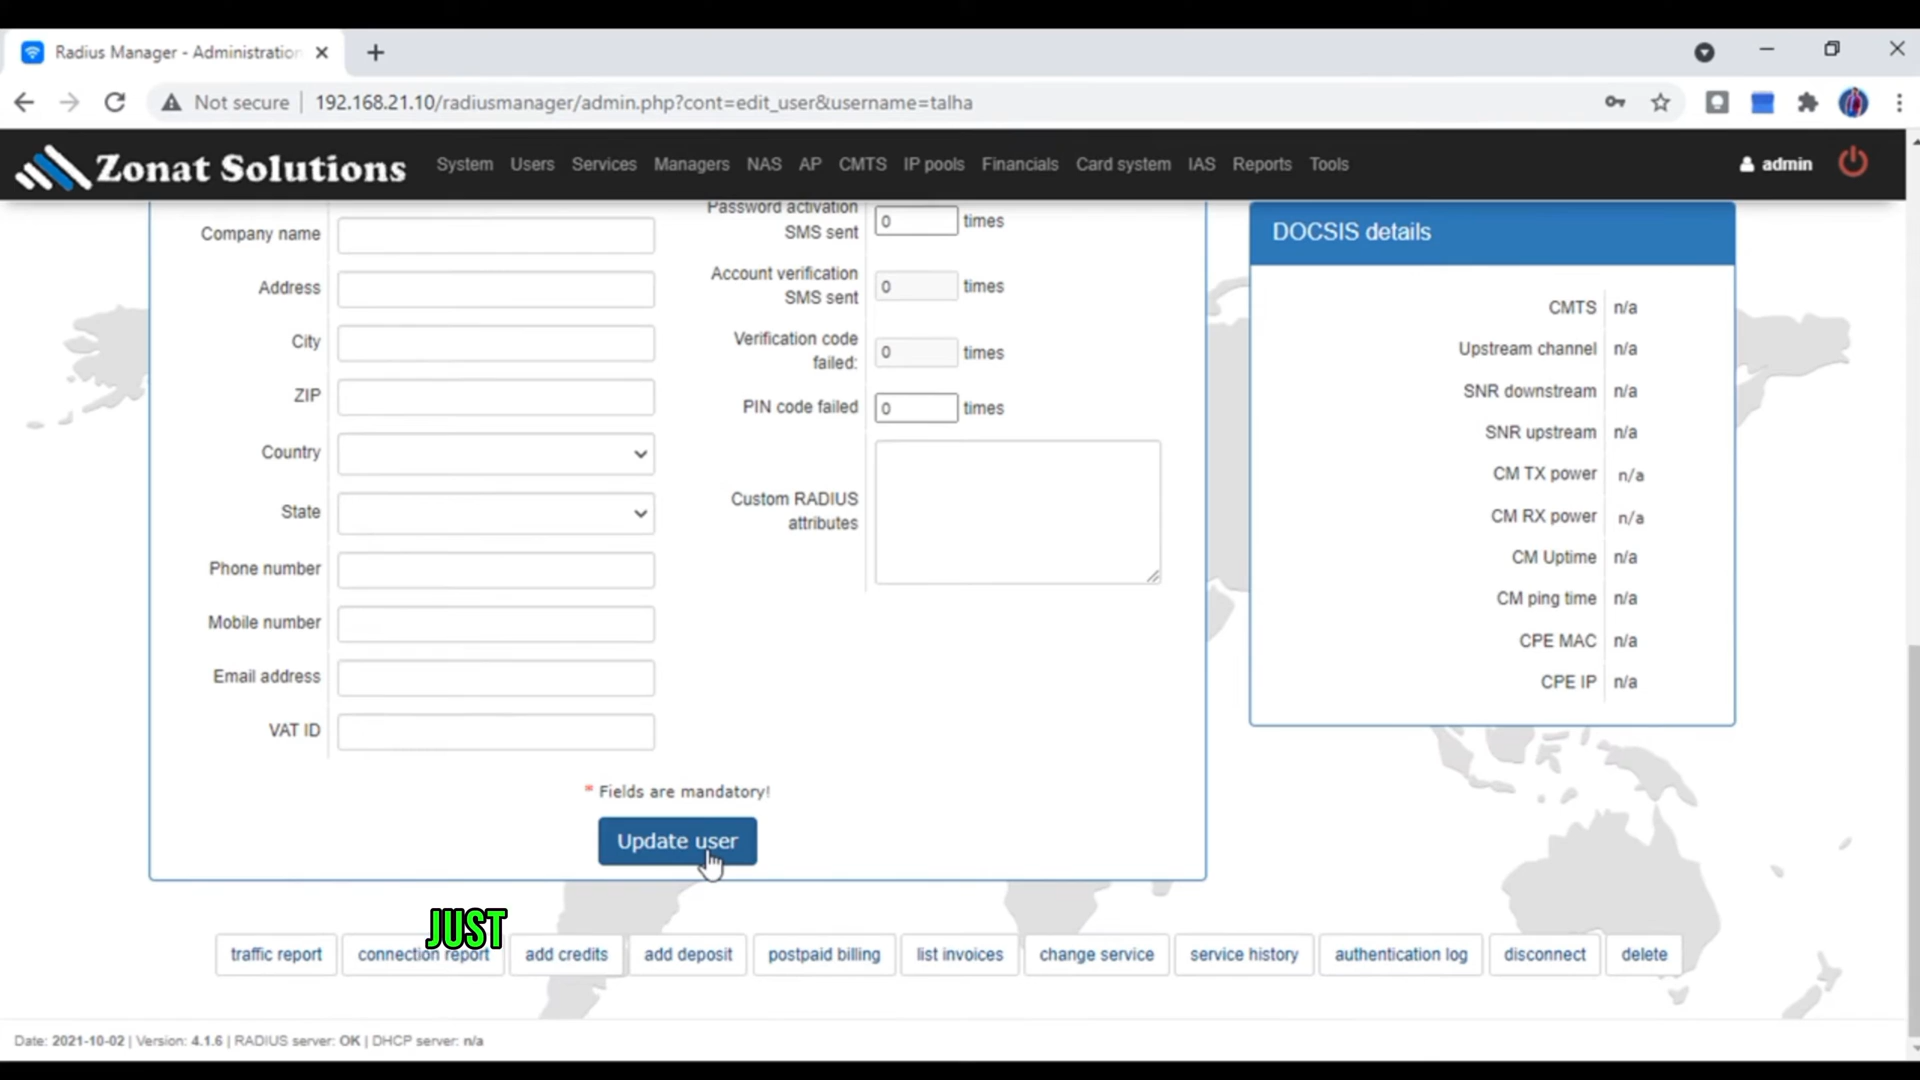 Radius Manager - Administration
Not secure
192.168.21.10/radiusmanager/admin.php?cont=edit_user&username=talha
Zonat Solutions
System Users Services Managers NAS AP CMTS IP pools Financials Card system IAS Reports Tools
admin
Company name
Address
City
ZIP
Country
State
Phone number
Mobile number
Email address
VAT ID
Password activation
SMS sent
0 times
Account verification
SMS sent
0 times
Verification code
failed:
0 times
PIN code failed 0 times
Custom RADIUS
attributes
DOCSIS details
CMTS n/a
Upstream channel n/a
SNR downstream n/a
SNR upstream n/a
CM TX power n/a
CM RX power n/a
CM Uptime n/a
CM ping time n/a
CPE MAC n/a
CPE IP n/a
* Fields are mandatory!
Update user
JUST
traffic report connection report add credits add deposit postpaid billing list invoices change service service history authentication log disconnect delete
Date: 2021-10-02 | Version: 4.1.6 | RADIUS server: OK | DHCP server: n/a